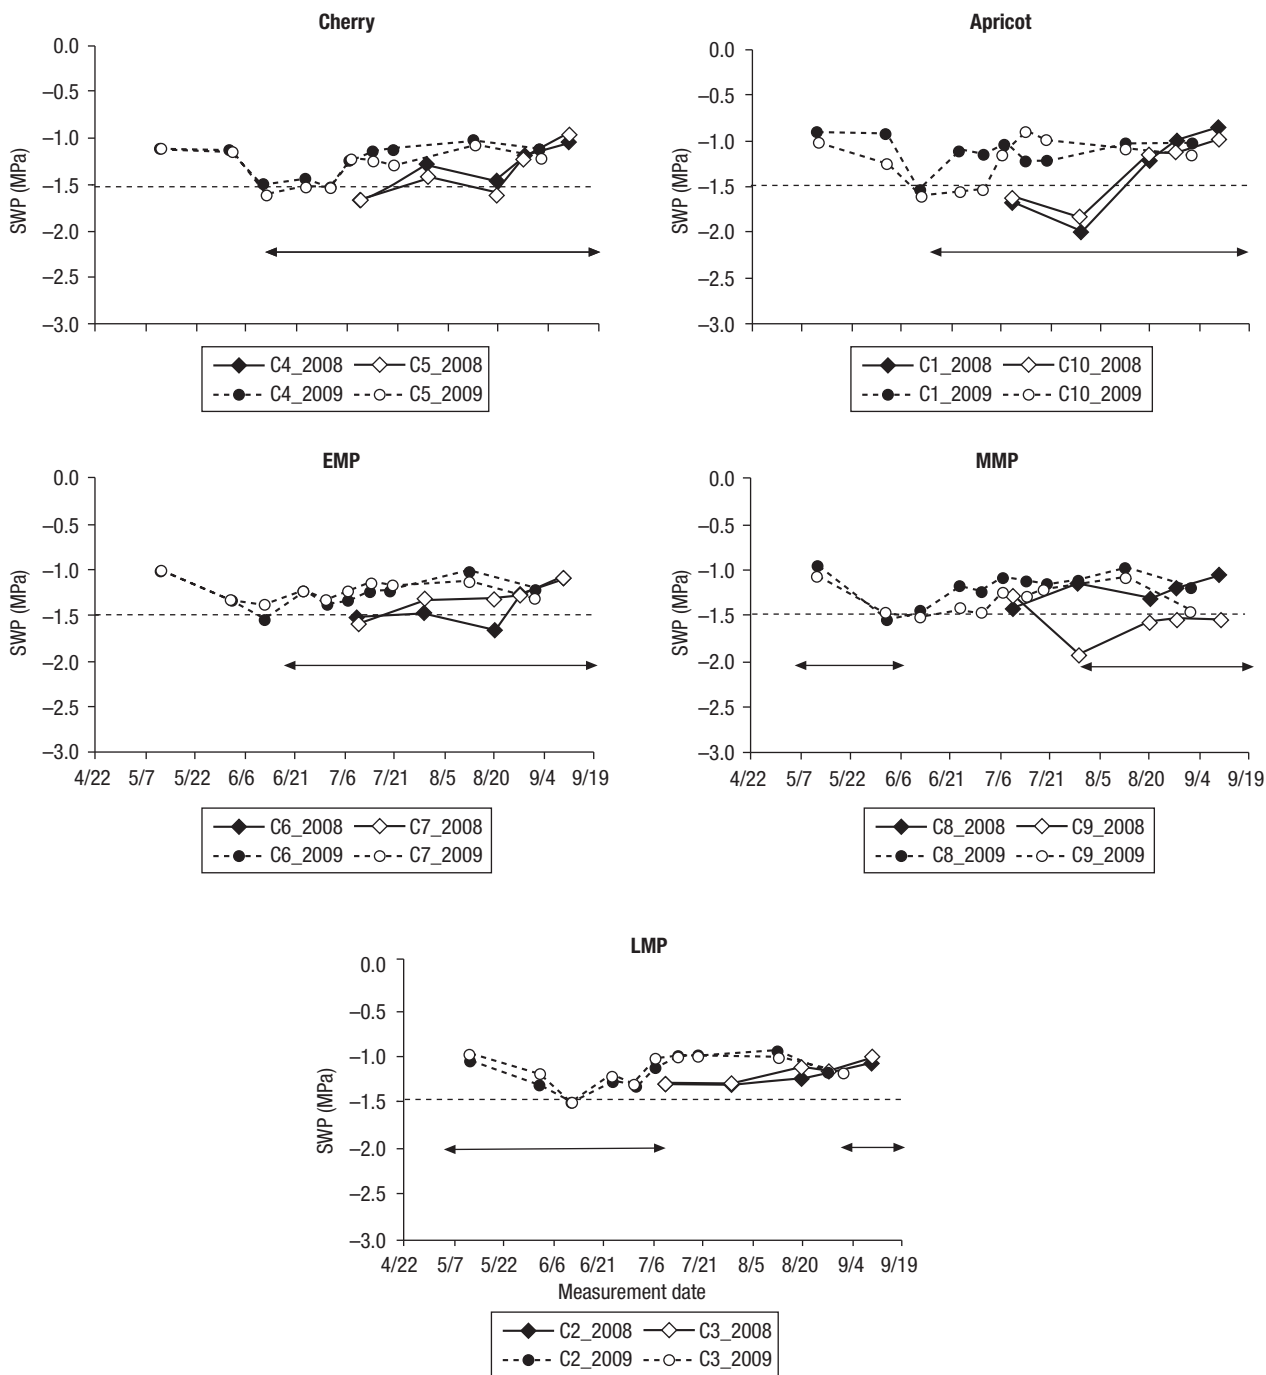 Cherry
0.0
–0.5
–1.0
–1.5
–2.0
–2.5
–3.0
SWP (MPa)
C4_2008 C5_2008
C4_2009 C5_2009
Apricot
0.0
–0.5
–1.0
–1.5
–2.0
–2.5
–3.0
SWP (MPa)
C1_2008 C10_2008
C1_2009 C10_2009
EMP
0.0
–0.5
–1.0
–1.5
–2.0
–2.5
–3.0
SWP (MPa)
4/22 5/7 5/22 6/6 6/21 7/6 7/21 8/5 8/20 9/4 9/19
C6_2008 C7_2008
C6_2009 C7_2009
MMP
0.0
–0.5
–1.0
–1.5
–2.0
–2.5
–3.0
SWP (MPa)
4/22 5/7 5/22 6/6 6/21 7/6 7/21 8/5 8/20 9/4 9/19
C8_2008 C9_2008
C8_2009 C9_2009
LMP
0.0
–0.5
–1.0
–1.5
–2.0
–2.5
–3.0
SWP (MPa)
4/22 5/7 5/22 6/6 6/21 7/6 7/21 8/5 8/20 9/4 9/19
Measurement date
C2_2008 C3_2008
C2_2009 C3_2009